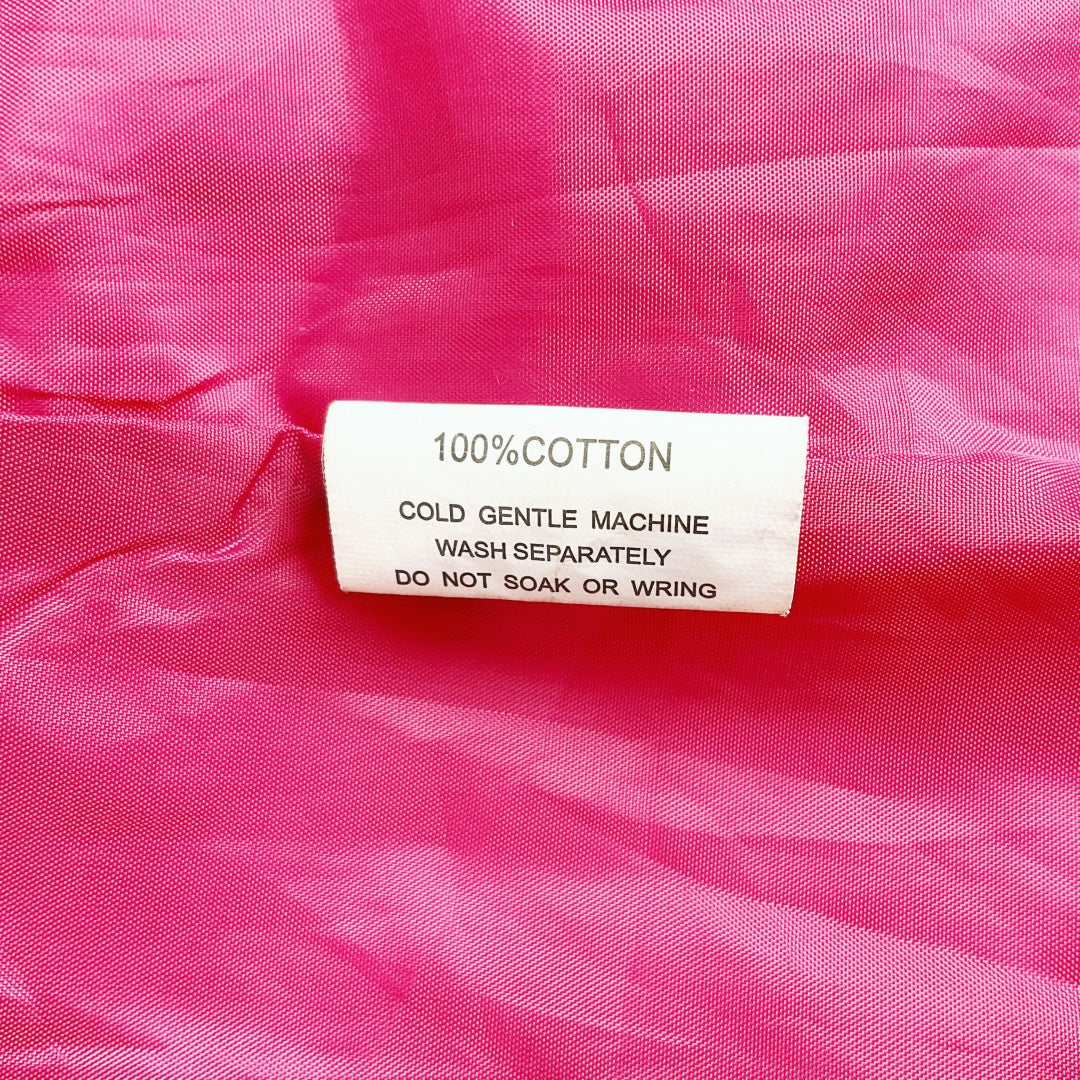 100%COTTON
COLD GENTLE MACHINE
WASH SEPARATELY
DO NOT SOAK OR WRING